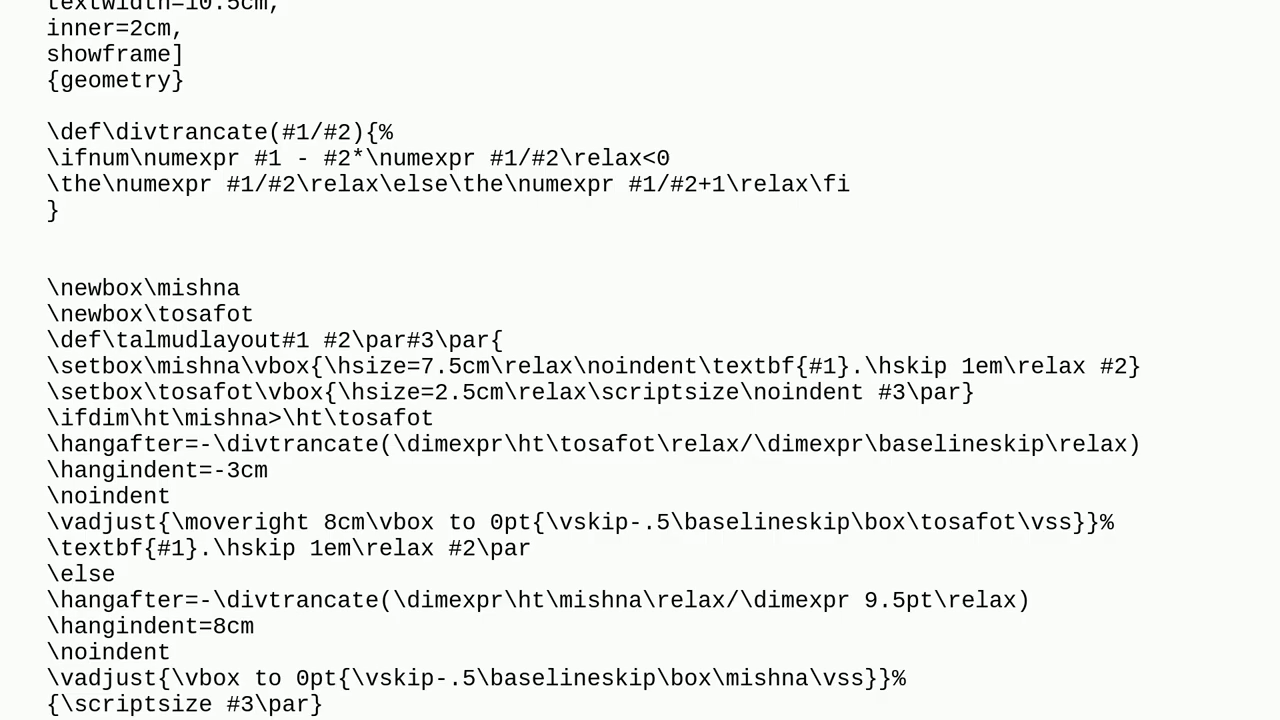 textwidth=10.5cm,
inner=2cm,
showframe]
{geometry}
\def\divtrancate(#1/#2){%
\ifnum\numexpr #1 - #2*\numexpr #1/#2\relax<0
\the\numexpr #1/#2\relax\else\the\numexpr #1/#2+1\relax\fi
}
\newbox\mishna
\newbox\tosafot
\def\talmudlayout#1 #2\par#3\par{
\setbox\mishna\vbox{\hsize=7.5cm\relax\noindent\textbf{#1}.\hskip 1em\relax #2}
\setbox\tosafot\vbox{\hsize=2.5cm\relax\scriptsize\noindent #3\par}
\ifdim\ht\mishna>\ht\tosafot
\hangafter=-\divtrancate(\dimexpr\ht\tosafot\relax/\dimexpr\baselineskip\relax)
\hangindent=-3cm
\noindent
\vadjust{\moveright 8cm\vbox to 0pt{\vskip-.5\baselineskip\box\tosafot\vss}}%
\textbf{#1}.\hskip 1em\relax #2\par
\else
\hangafter=-\divtrancate(\dimexpr\ht\mishna\relax/\dimexpr 9.5pt\relax)
\hangindent=8cm
\noindent
\vadjust{\vbox to 0pt{\vskip-.5\baselineskip\box\mishna\vss}}%
{\scriptsize #3\par}